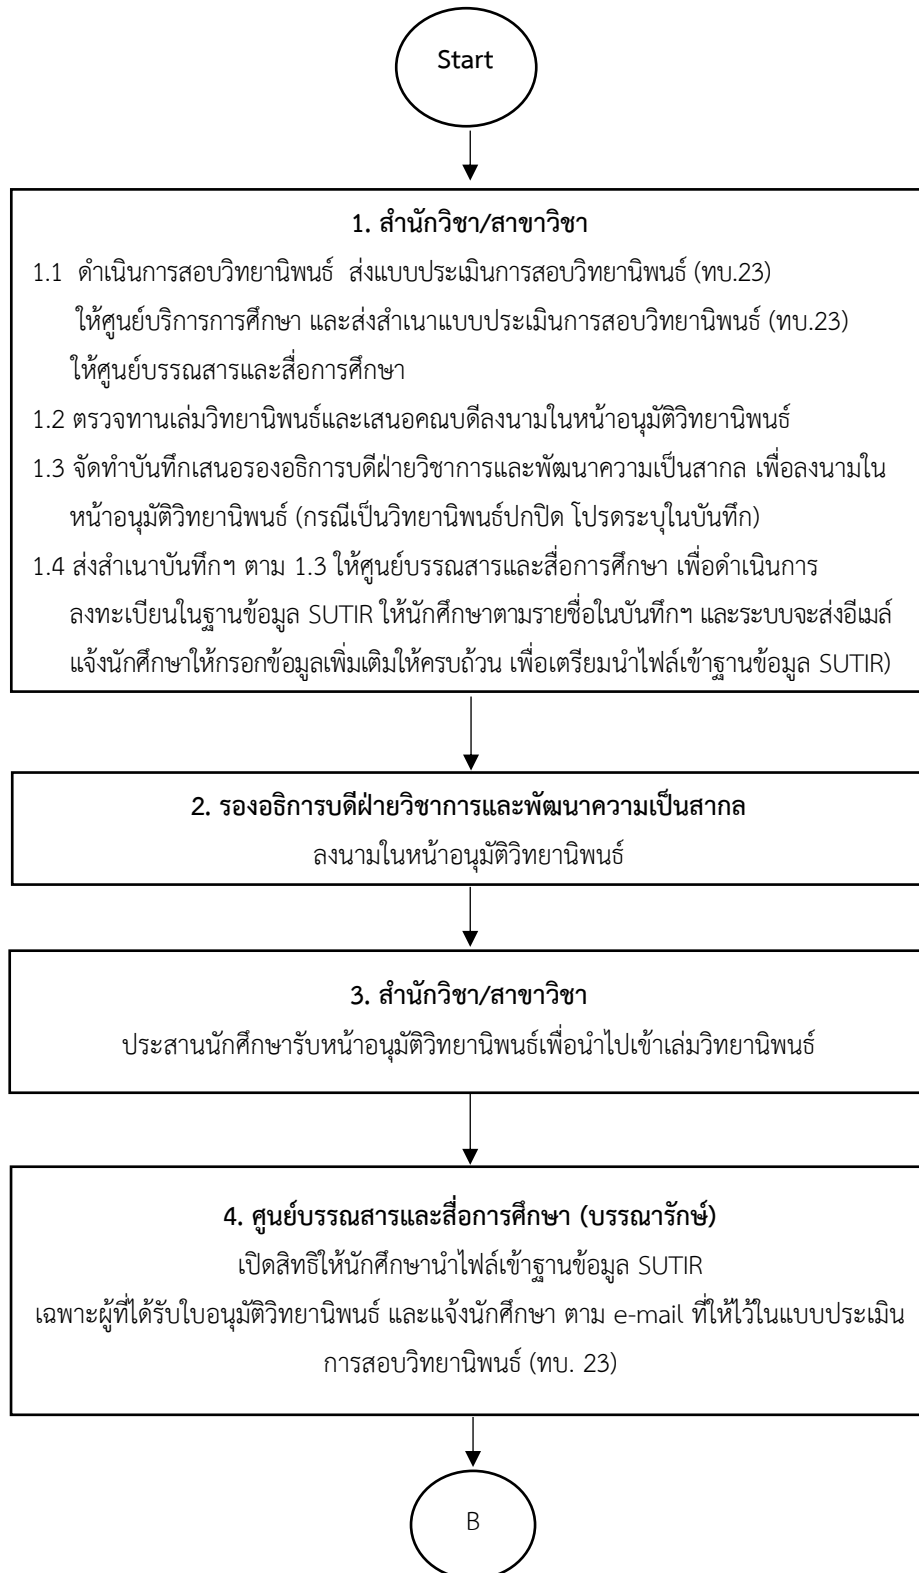 Start
1. สำนักวิชา/สาขาวิชา
1.1 ดำเนินการสอบวิทยานิพนธ์ ส่งแบบประเมินการสอบวิทยานิพนธ์ (ทบ.23)
ให้ศูนย์บริการการศึกษา และส่งสำเนาแบบประเมินการสอบวิทยานิพนธ์ (ทบ.23)
ให้ศูนย์บรรณสารและสื่อการศึกษา
1.2 ตรวจทานเล่มวิทยานิพนธ์และเสนอคณบดีลงนามในหน้าอนุมัติวิทยานิพนธ์
1.3 จัดทำบันทึกเสนอรองอธิการบดีฝ่ายวิชาการและพัฒนาความเป็นสากล เพื่อลงนามใน
หน้าอนุมัติวิทยานิพนธ์ (กรณีเป็นวิทยานิพนธ์ปกปิด โปรดระบุในบันทึก)
1.4 ส่งสำเนาบันทึกฯ ตาม 1.3 ให้ศูนย์บรรณสารและสื่อการศึกษา เพื่อดำเนินการ
ลงทะเบียนในฐานข้อมูล SUTIR ให้นักศึกษาตามรายชื่อในบันทึกฯ และระบบจะส่งอีเมล์
แจ้งนักศึกษาให้กรอกข้อมูลเพิ่มเติมให้ครบถ้วน เพื่อเตรียมนำไฟล์เข้าฐานข้อมูล SUTIR)
2. รองอธิการบดีฝ่ายวิชาการและพัฒนาความเป็นสากล
ลงนามในหน้าอนุมัติวิทยานิพนธ์
3. สำนักวิชา/สาขาวิชา
ประสานนักศึกษารับหน้าอนุมัติวิทยานิพนธ์เพื่อนำไปเข้าเล่มวิทยานิพนธ์
4. ศูนย์บรรณสารและสื่อการศึกษา (บรรณารักษ์)
เปิดสิทธิให้นักศึกษานำไฟล์เข้าฐานข้อมูล SUTIR
เฉพาะผู้ที่ได้รับใบอนุมัติวิทยานิพนธ์ และแจ้งนักศึกษา ตาม e-mail ที่ให้ไว้ในแบบประเมิน
การสอบวิทยานิพนธ์ (ทบ. 23)
B